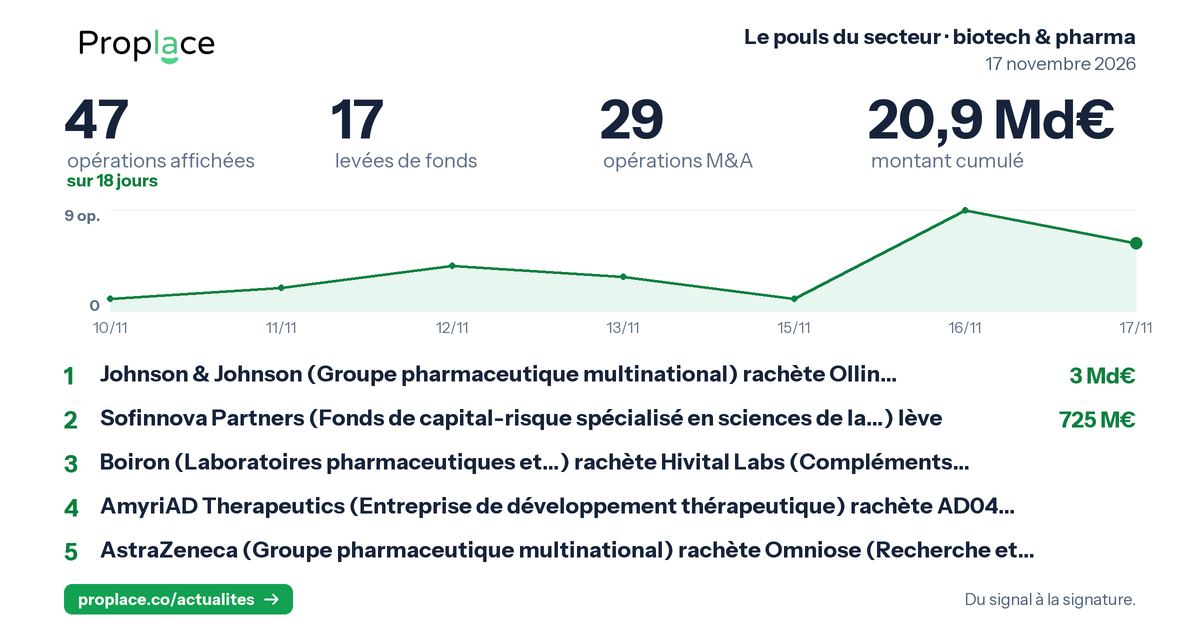 Proplace
Le pouls du secteur · biotech & pharma
17 novembre 2026
47
opérations affichées
sur 18 jours
17
levées de fonds
29
opérations M&A
20,9 Md€
montant cumulé
9 op.
0
10/11 11/11 12/11 13/11 15/11 16/11 17/11
1 Johnson & Johnson (Groupe pharmaceutique multinational) rachète Ollin... 3 Md€
2 Sofinnova Partners (Fonds de capital-risque spécialisé en sciences de la...) lève 725 M€
3 Boiron (Laboratoires pharmaceutiques et...) rachète Hivital Labs (Compléments...
4 AmyriAD Therapeutics (Entreprise de développement thérapeutique) rachète AD04...
5 AstraZeneca (Groupe pharmaceutique multinational) rachète Omniose (Recherche et...
proplace.co/actualites →
Du signal à la signature.